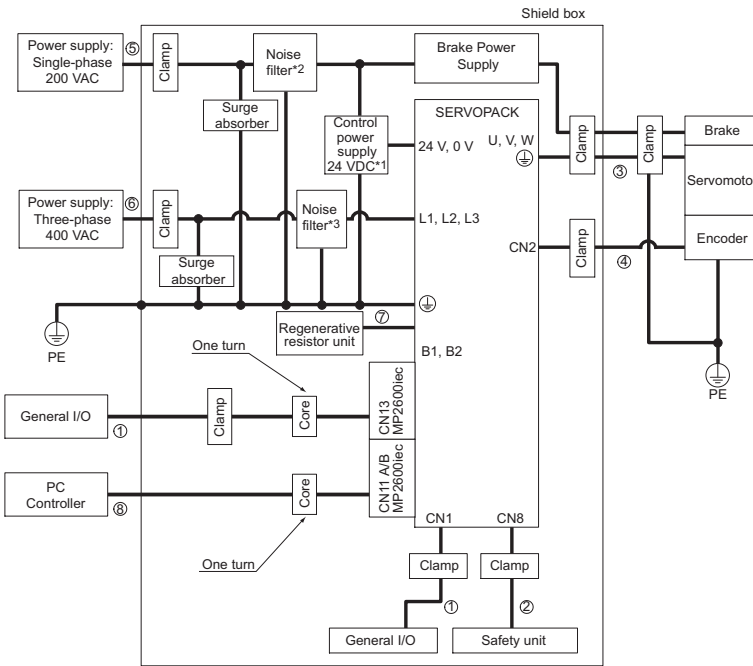 Shield box
Power supply:
Single-phase
200 VAC
⑤
Clamp
Noise
filter*2
Brake Power
Supply
Surge
absorber
Control
power
supply
24 VDC*1
SERVOPACK
24 V, 0 V
U, V, W
Clamp
Clamp
③
Brake
Servomoto
Encoder
Power supply:
Three-phase
400 VAC
⑥
Clamp
Noise
filter*3
L1, L2, L3
CN2
Clamp
④
Surge
absorber
PE
PE
⑦
Regenerative
resistor unit
B1, B2
One turn
General I/O
①
Clamp
Core
CN13
MP2600iec
PC
Controller
⑧
Core
CN11 A/B
MP2600iec
One turn
CN1
CN8
Clamp
Clamp
①
②
General I/O
Safety unit